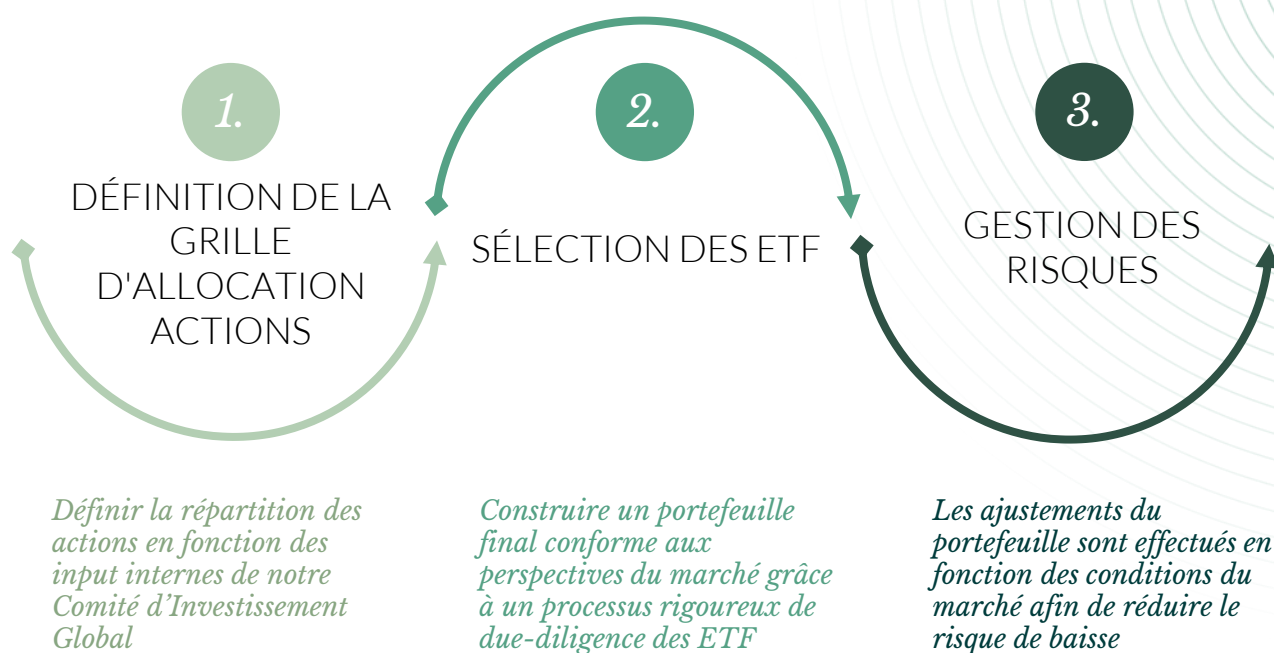 1.
DÉFINITION DE LA
GRILLE
D'ALLOCATION
ACTIONS
Définir la répartition des
actions en fonction des
input internes de notre
Comité d’Investissement
Global
2.
SÉLECTION DES ETF
Construire un portefeuille
final conforme aux
perspectives du marché grâce
à un processus rigoureux de
due-diligence des ETF
3.
GESTION DES
RISQUES
Les ajustements du
portefeuille sont effectués en
fonction des conditions du
marché afin de réduire le
risque de baisse